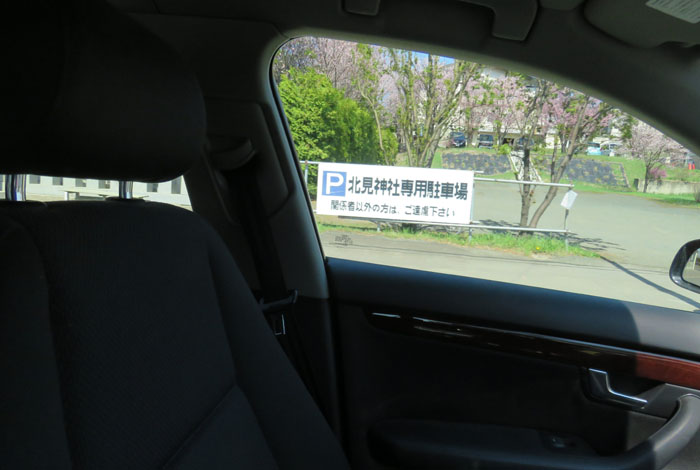 P 北見神社専用駐車場
関係者以外の方は、ご遠慮下さい